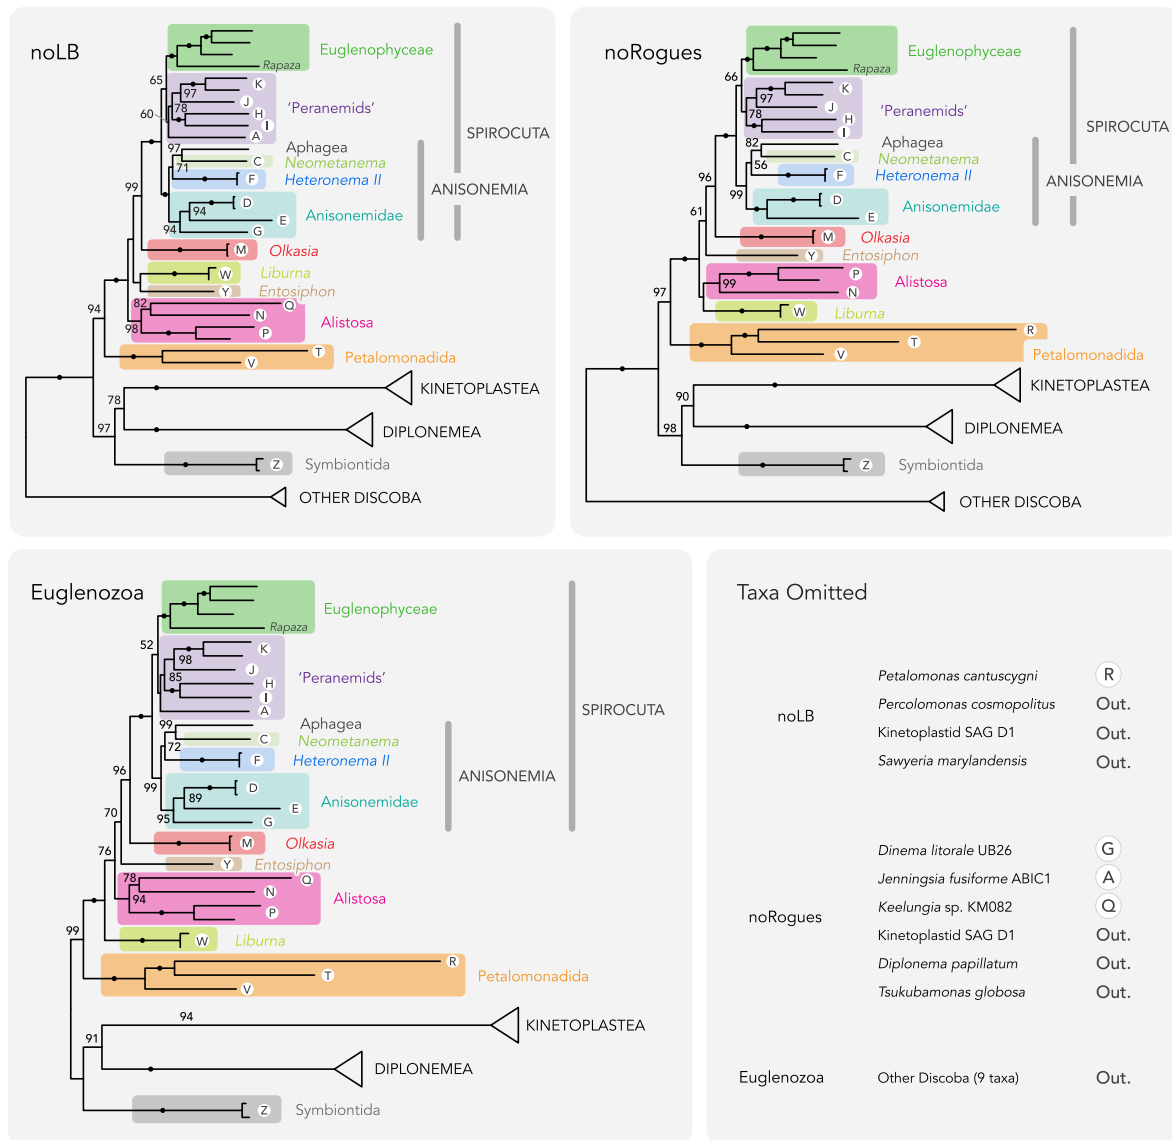 noLB
Euglenophyceae
Rapaza
65
K
97
J
'Peranemids'
78
H
60
I
A
SPIROCUTA
97
Aphagea
C
Neometanema
71
F
Heteronema II
ANISONEMIA
99
D
94
E
Anisonemidae
94
G
M
Olkasia
W
Liburna
Y
Entosiphon
82
Q
94
N
98
P
Alistosa
T
V
Petalomonadida
KINETOPLASTEA
78
DIPLONEMEA
97
Z
Symbiontida
OTHER DISCOBA
noRogues
Euglenophyceae
Rapaza
66
K
97
J
'Peranemids'
78
H
I
SPIROCUTA
82
Aphagea
C
Neometanema
56
F
Heteronema II
ANISONEMIA
96
99
D
E
Anisonemidae
61
M
Olkasia
Y
Entosiphon
P
99
N
Alistosa
97
W
Liburna
R
T
V
Petalomonadida
KINETOPLASTEA
90
DIPLONEMEA
98
Z
Symbiontida
OTHER DISCOBA
Euglenozoa
Euglenophyceae
Rapaza
52
K
98
J
'Peranemids'
85
H
I
A
SPIROCUTA
99
Aphagea
C
Neometanema
72
F
Heteronema II
ANISONEMIA
96
99
D
89
E
Anisonemidae
95
G
70
M
Olkasia
76
Y
Entosiphon
78
Q
94
N
Alistosa
P
99
W
Liburna
R
T
Petalomonadida
V
94
KINETOPLASTEA
91
DIPLONEMEA
Z
Symbiontida
Taxa Omitted
noLB
Petalomonas cantuscygni R
Percolomonas cosmopolitus Out.
Kinetoplastid SAG D1 Out.
Sawyeria marylandensis Out.
noRogues
Dinema litorale UB26 G
Jenningsia fusiforme ABIC1 A
Keelungia sp. KM082 Q
Kinetoplastid SAG D1 Out.
Diplonema papillatum Out.
Tsukubamonas globosa Out.
Euglenozoa Other Discoba (9 taxa) Out.